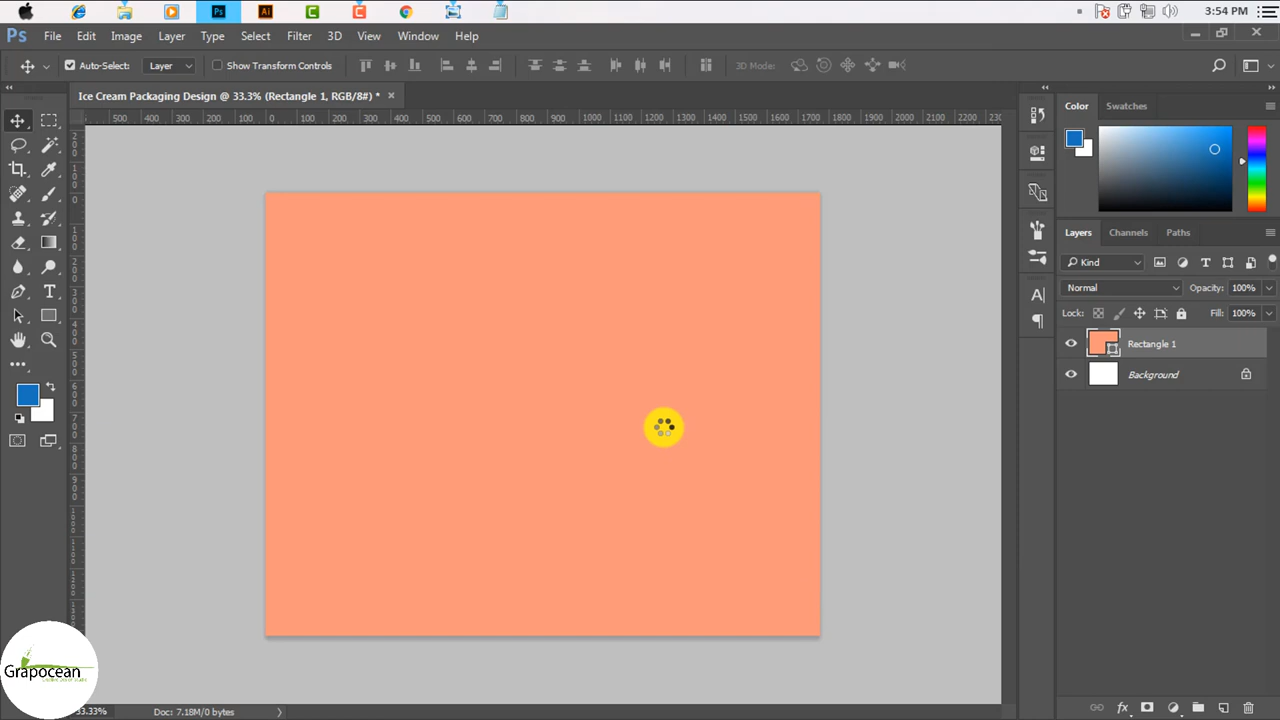 3:54 PM
Ps File Edit Image Layer Type Select Filter 3D View Window Help
Auto-Select: Layer Show Transform Controls 3D Mode:
Ice Cream Packaging Design @ 33.3% (Rectangle 1, RGB/8#) * ×
500 400 300 200 100 0 100 200 300 400 500 600 700 800 900 1000 1100 1200 1300 1400 1500 1600 1700 2000 2100 2200 230
Color Swatches
Layers Channels Paths
Kind
Normal Opacity: 100%
Lock: Fill: 100%
Rectangle 1
Background
Grapocean
33.33% Doc: 7.18M/0 bytes